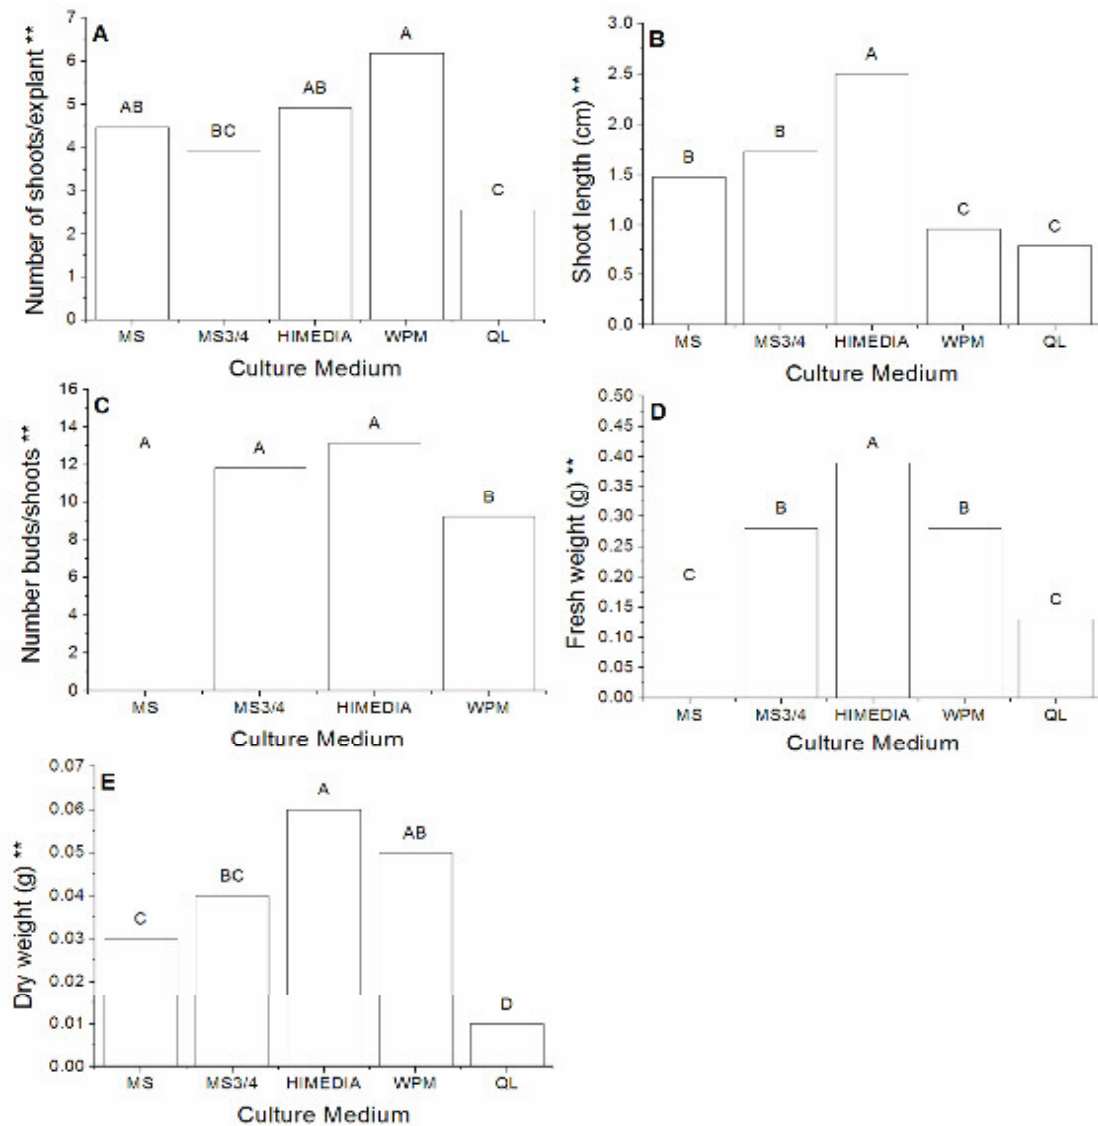 A
Number of shoots/explant **
7
6
5
4
3
2
1
0
AB
BC
AB
A
C
MS MS3/4 HIMEDIA WPM QL
Culture Medium
B
Shoot length (cm) **
3.0
2.5
2.0
1.5
1.0
0.5
0.0
B
B
A
C
C
MS MS3/4 HIMEDIA WPM QL
Culture Medium
C
Number buds/shoots **
16
14
12
10
8
6
4
2
0
A
A
A
B
MS MS3/4 HIMEDIA WPM
Culture Medium
D
Fresh weight (g) **
0.50
0.45
0.40
0.35
0.30
0.25
0.20
0.15
0.10
0.05
0.00
C
B
A
B
C
MS MS3/4 HIMEDIA WPM QL
Culture Medium
E
Dry weight (g) **
0.07
0.06
0.05
0.04
0.03
0.02
0.01
0.00
C
BC
A
AB
D
MS MS3/4 HIMEDIA WPM QL
Culture Medium